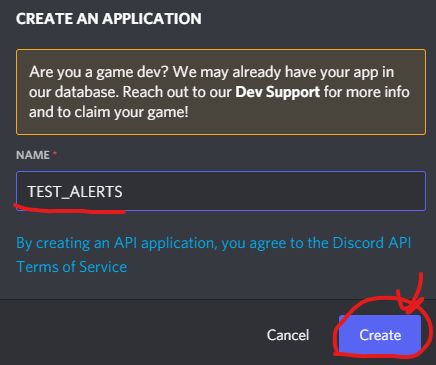 CREATE AN APPLICATION
Are you a game dev? We may already have your app in
our database. Reach out to our Dev Support for more info
and to claim your game!
NAME *
TEST_ALERTS
By creating an API application, you agree to the Discord API
Terms of Service
Cancel
Create